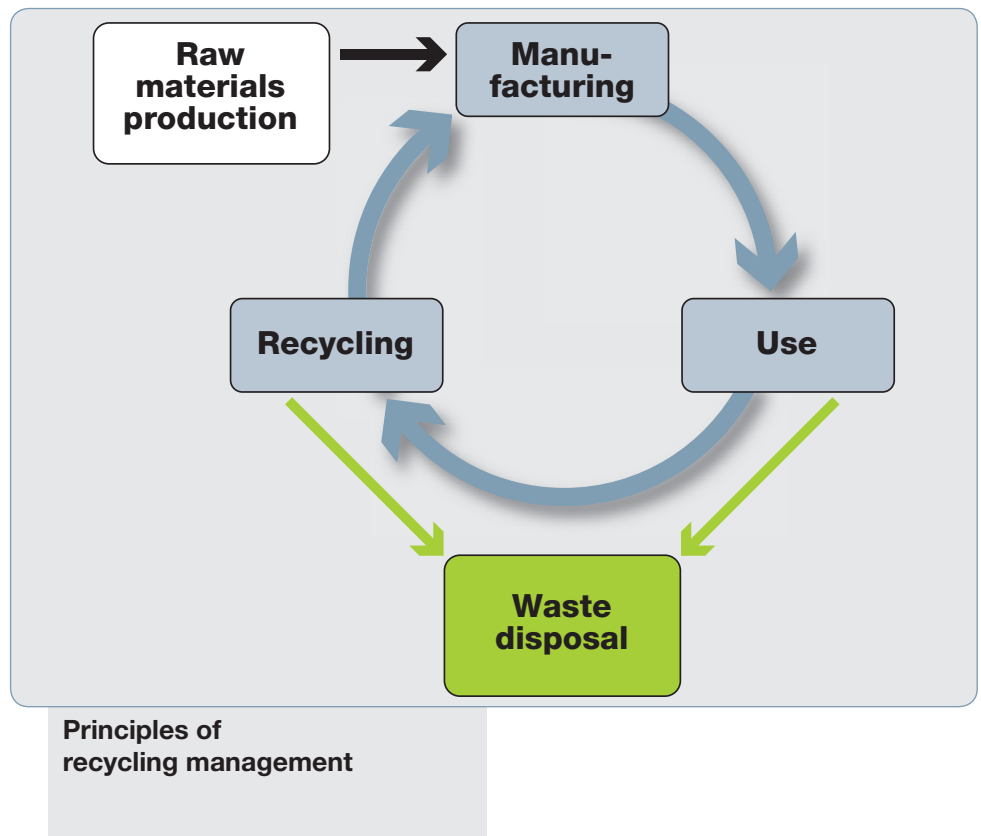 Raw
materials
production
Manu-
facturing
Recycling
Use
Waste
disposal
Principles of
recycling management